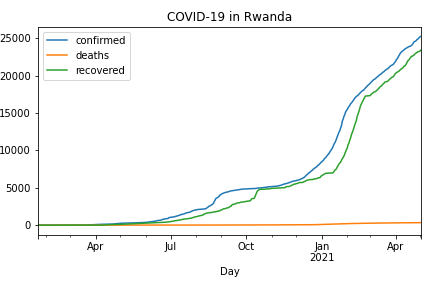 COVID-19 in Rwanda
confirmed
deaths
recovered
25000
20000
15000
10000
5000
0
Apr Jul Oct Jan Apr
2021
Day